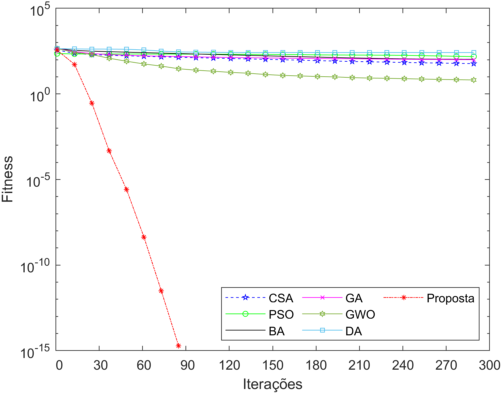 10^5
10^0
10^-5
10^-10
10^-15
Fitness
0 30 60 90 120 150 180 210 240 270 300
Iterações
CSA GA Proposta
PSO GWO
BA DA